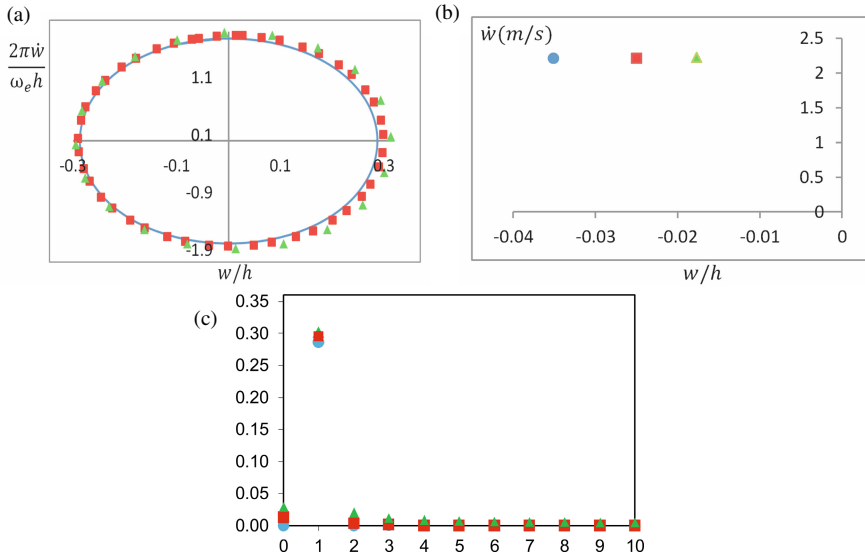 (a)
2πẇ
ωₑh
1.1
0.1
-0.3 -0.1 0.1 0.3
-0.9
-1.9
w/h
(b)
ẇ(m/s)
2.5
2
1.5
1
0.5
0
-0.04 -0.03 -0.02 -0.01 0
w/h
(c)
0.35
0.30
0.25
0.20
0.15
0.10
0.05
0.00
0 1 2 3 4 5 6 7 8 9 10